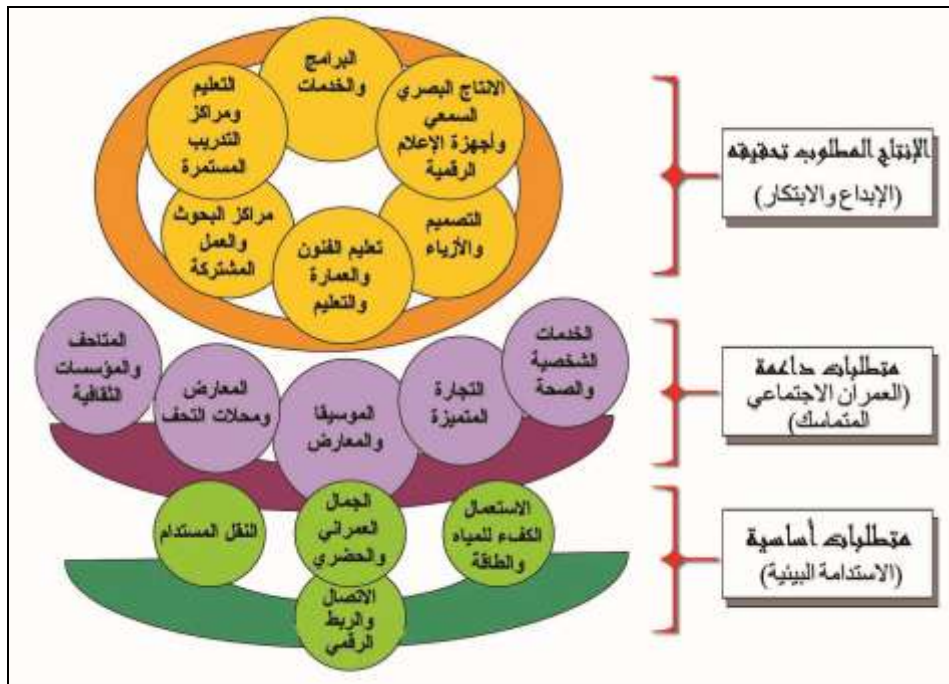 البرامج
والخدمات
الانتاج البصري
السمعي
وأجهزة الإعلام
الرقمية
التعليم
ومراكز
التدريب
المستمرة
التصميم
والأزياء
تعليم الفنون
والعمارة
والتعليم
مراكز البحوث
والعمل
المشتركة
الإنتاج المطلوب تحقيقه
(الإبداع والابتكار)
الخدمات
الشخصية
والصحة
التجارة
المتميزة
الموسيقا
والمعارض
المعارض
ومحلات التحف
المتاحف
والمؤسسات
الثقافية
متطلبات داعمة
(العمران الاجتماعي
المتماسك)
الاستعمال
الكفء للمياه
والطاقة
الجمال
العمراني
والحضري
النقل المستدام
الاتصال
والربط
الرقمي
متطلبات أساسية
(الاستدامة البيئية)